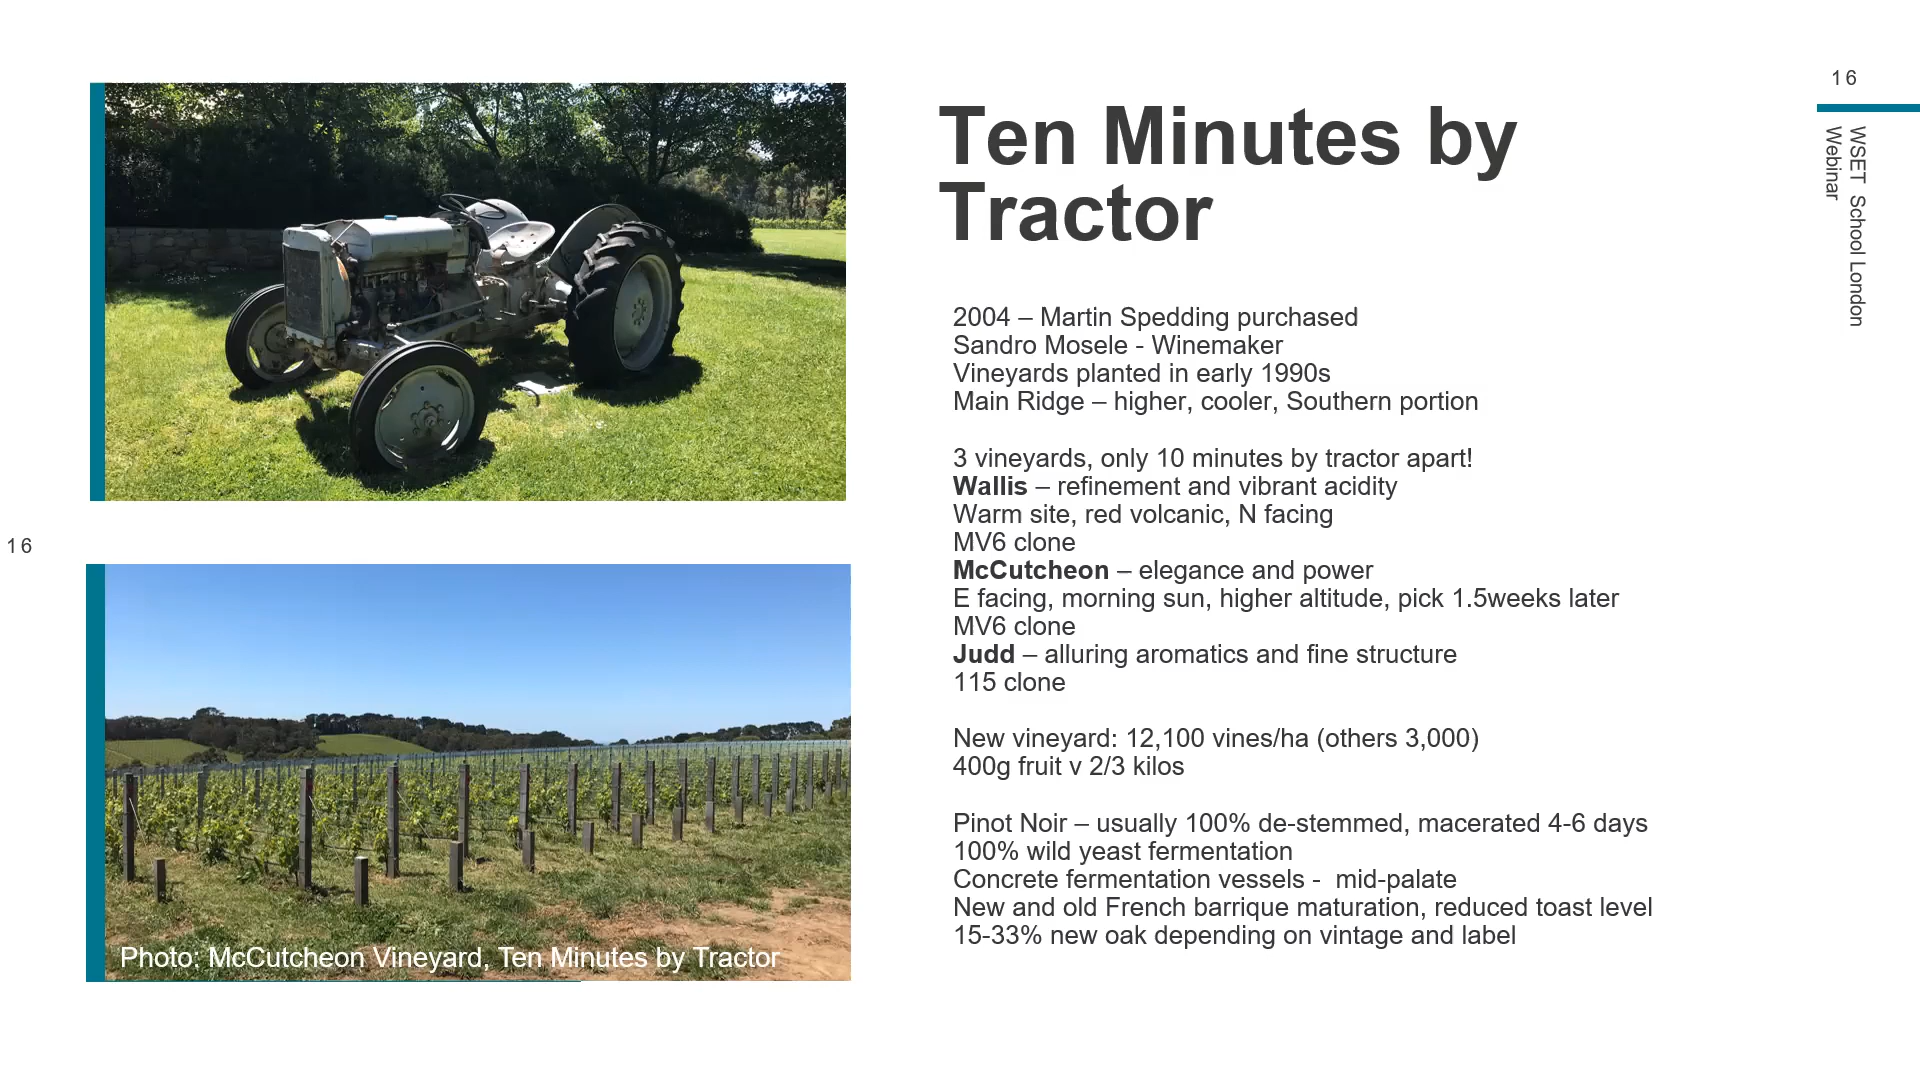 Ten Minutes by
Tractor
2004 – Martin Spedding purchased
Sandro Mosele - Winemaker
Vineyards planted in early 1990s
Main Ridge – higher, cooler, Southern portion
3 vineyards, only 10 minutes by tractor apart!
Wallis – refinement and vibrant acidity
Warm site, red volcanic, N facing
MV6 clone
McCutcheon – elegance and power
E facing, morning sun, higher altitude, pick 1.5weeks later
MV6 clone
Judd – alluring aromatics and fine structure
115 clone
New vineyard: 12,100 vines/ha (others 3,000)
400g fruit v 2/3 kilos
Pinot Noir – usually 100% de-stemmed, macerated 4-6 days
100% wild yeast fermentation
Concrete fermentation vessels -  mid-palate
New and old French barrique maturation, reduced toast level
15-33% new oak depending on vintage and label
Photo: McCutcheon Vineyard, Ten Minutes by Tractor
16
16
WSET School London
Webinar